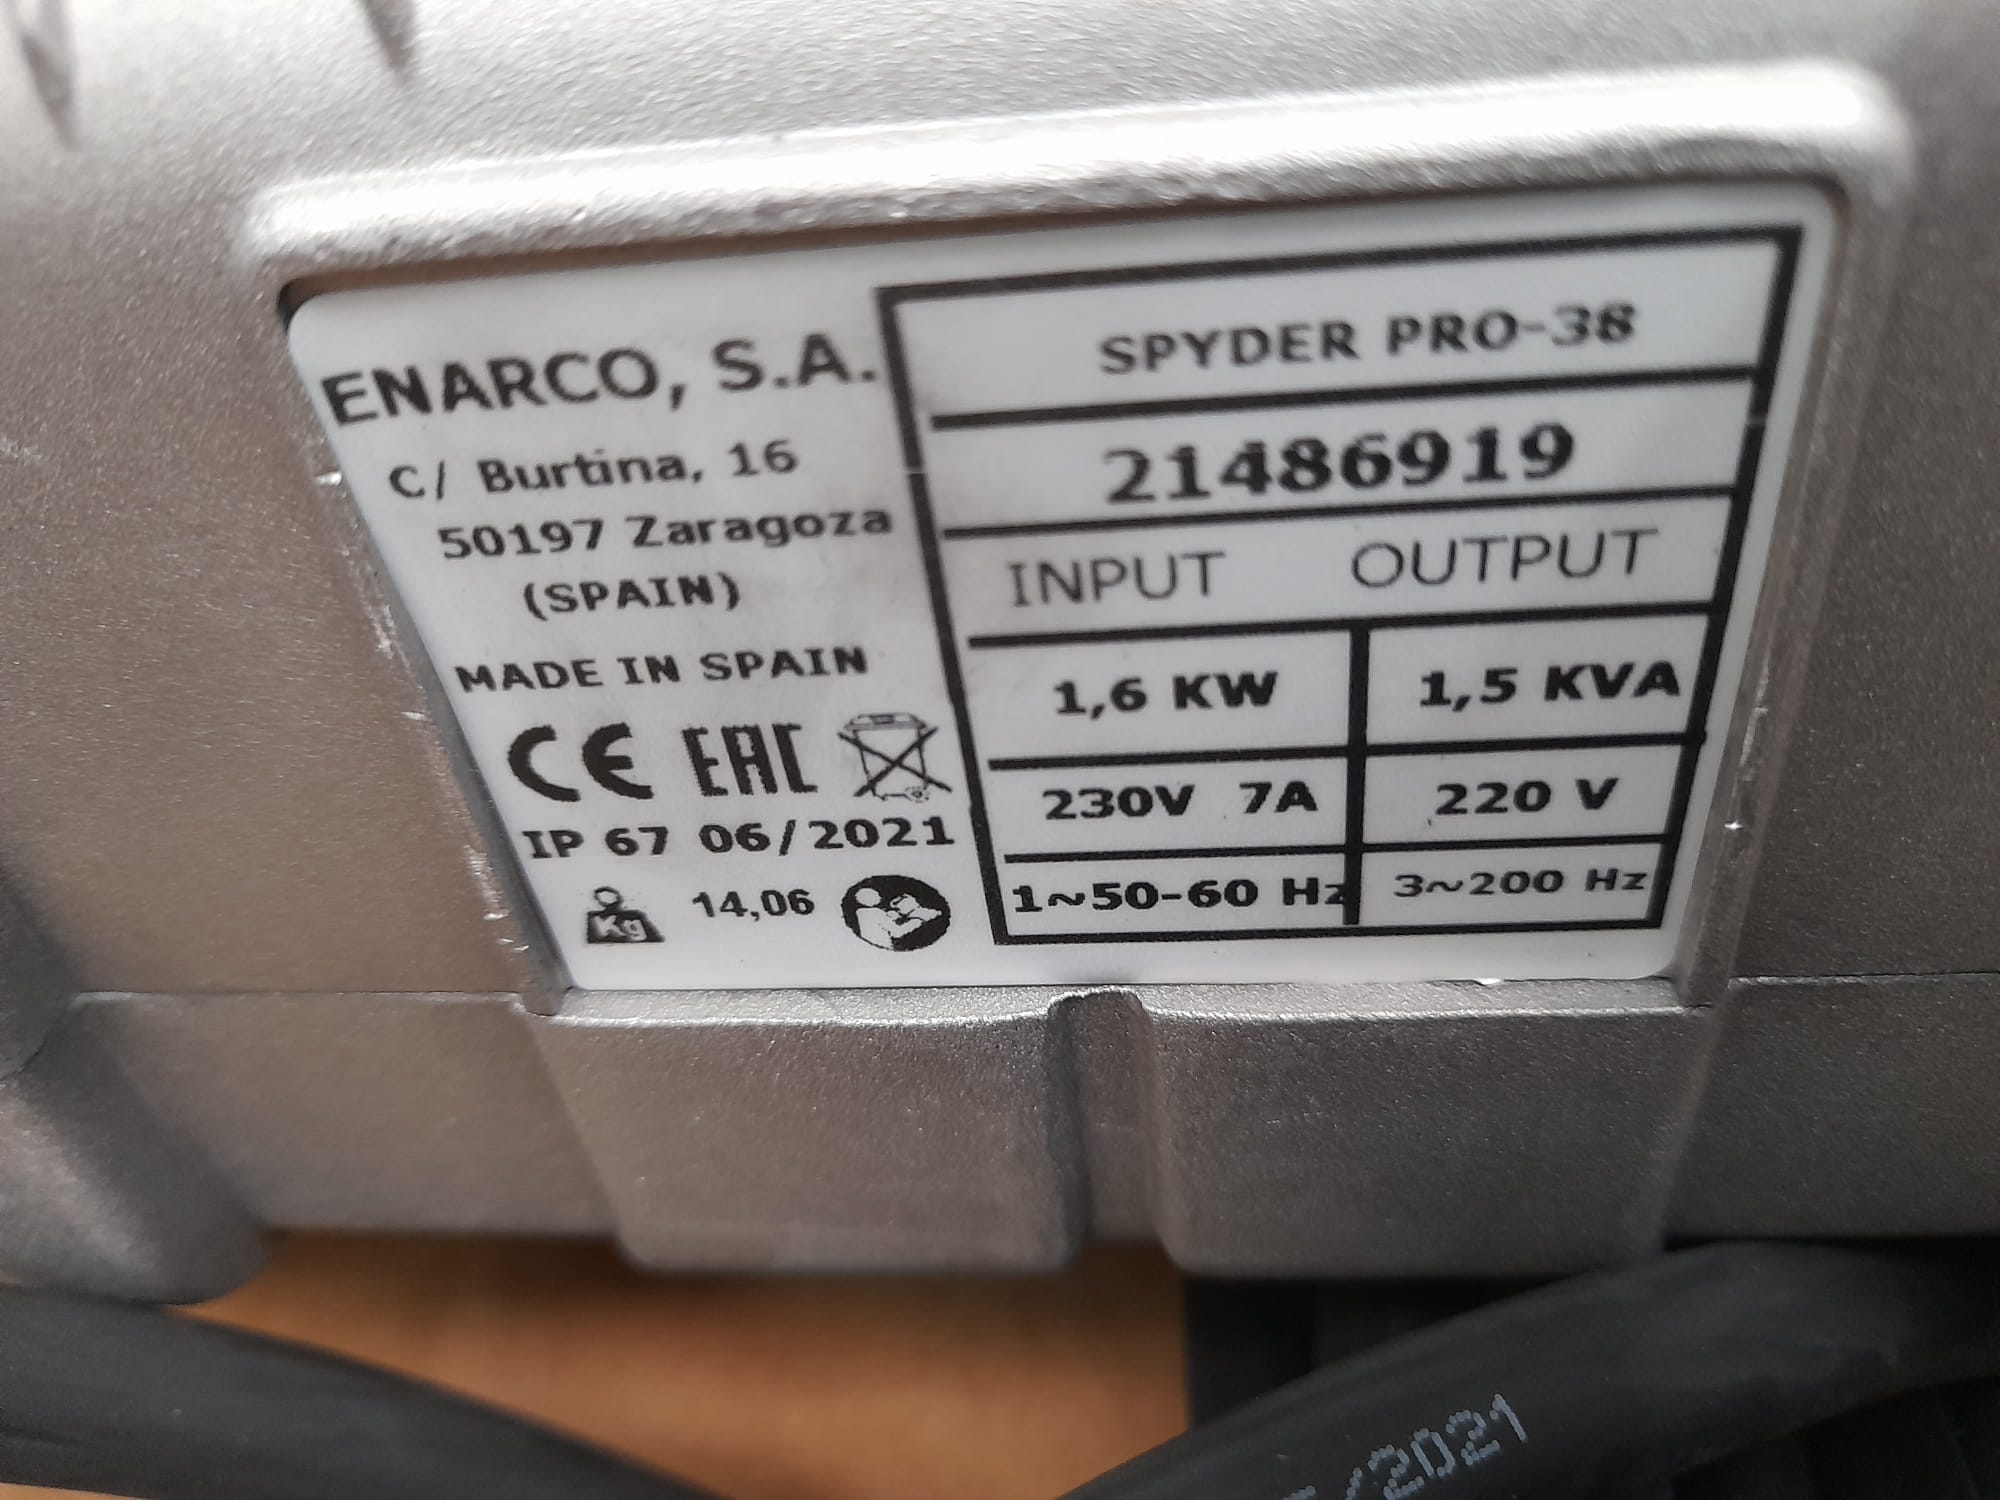 ENARCO, S.A.
C/ Burtina, 16
50197 Zaragoza
(SPAIN)
MADE IN SPAIN
CE EAC
IP 67 06/2021
Kg 14,06
SPYDER PRO-38
21486919
INPUT OUTPUT
1,6 KW 1,5 KVA
230V 7A 220 V
1~50-60 Hz 3~200 Hz
/2021